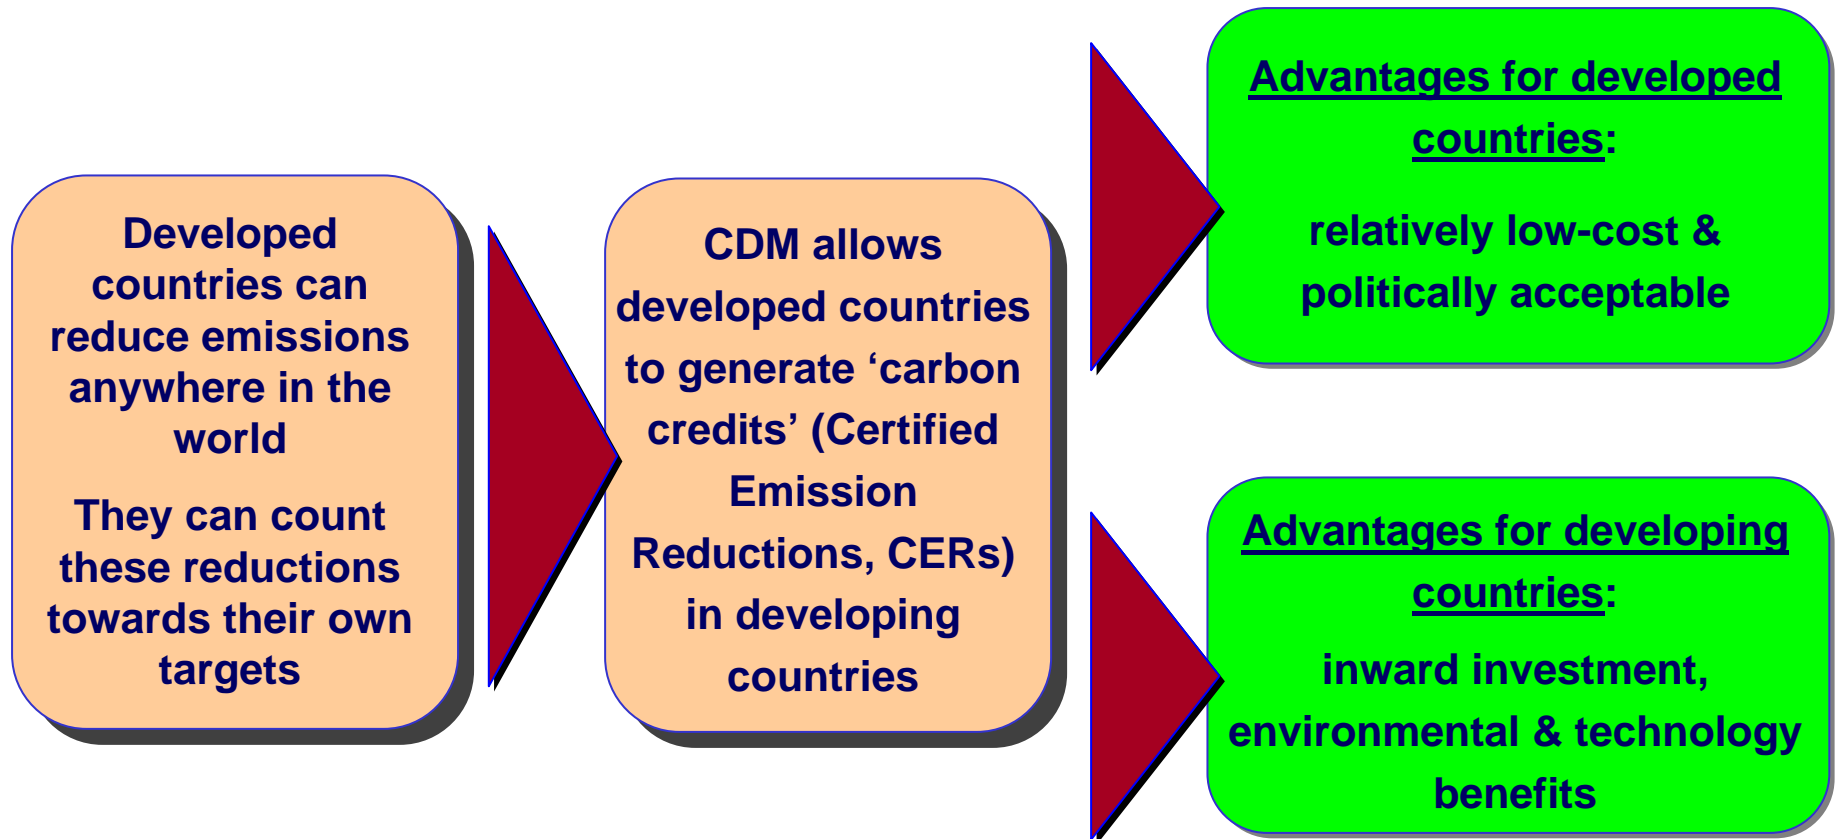 Developed
countries can
reduce emissions
anywhere in the
world
They can count
these reductions
towards their own
targets
CDM allows
developed countries
to generate ‘carbon
credits’ (Certified
Emission
Reductions, CERs)
in developing
countries
Advantages for developed
countries:
relatively low-cost &
politically acceptable
Advantages for developing
countries:
inward investment,
environmental & technology
benefits